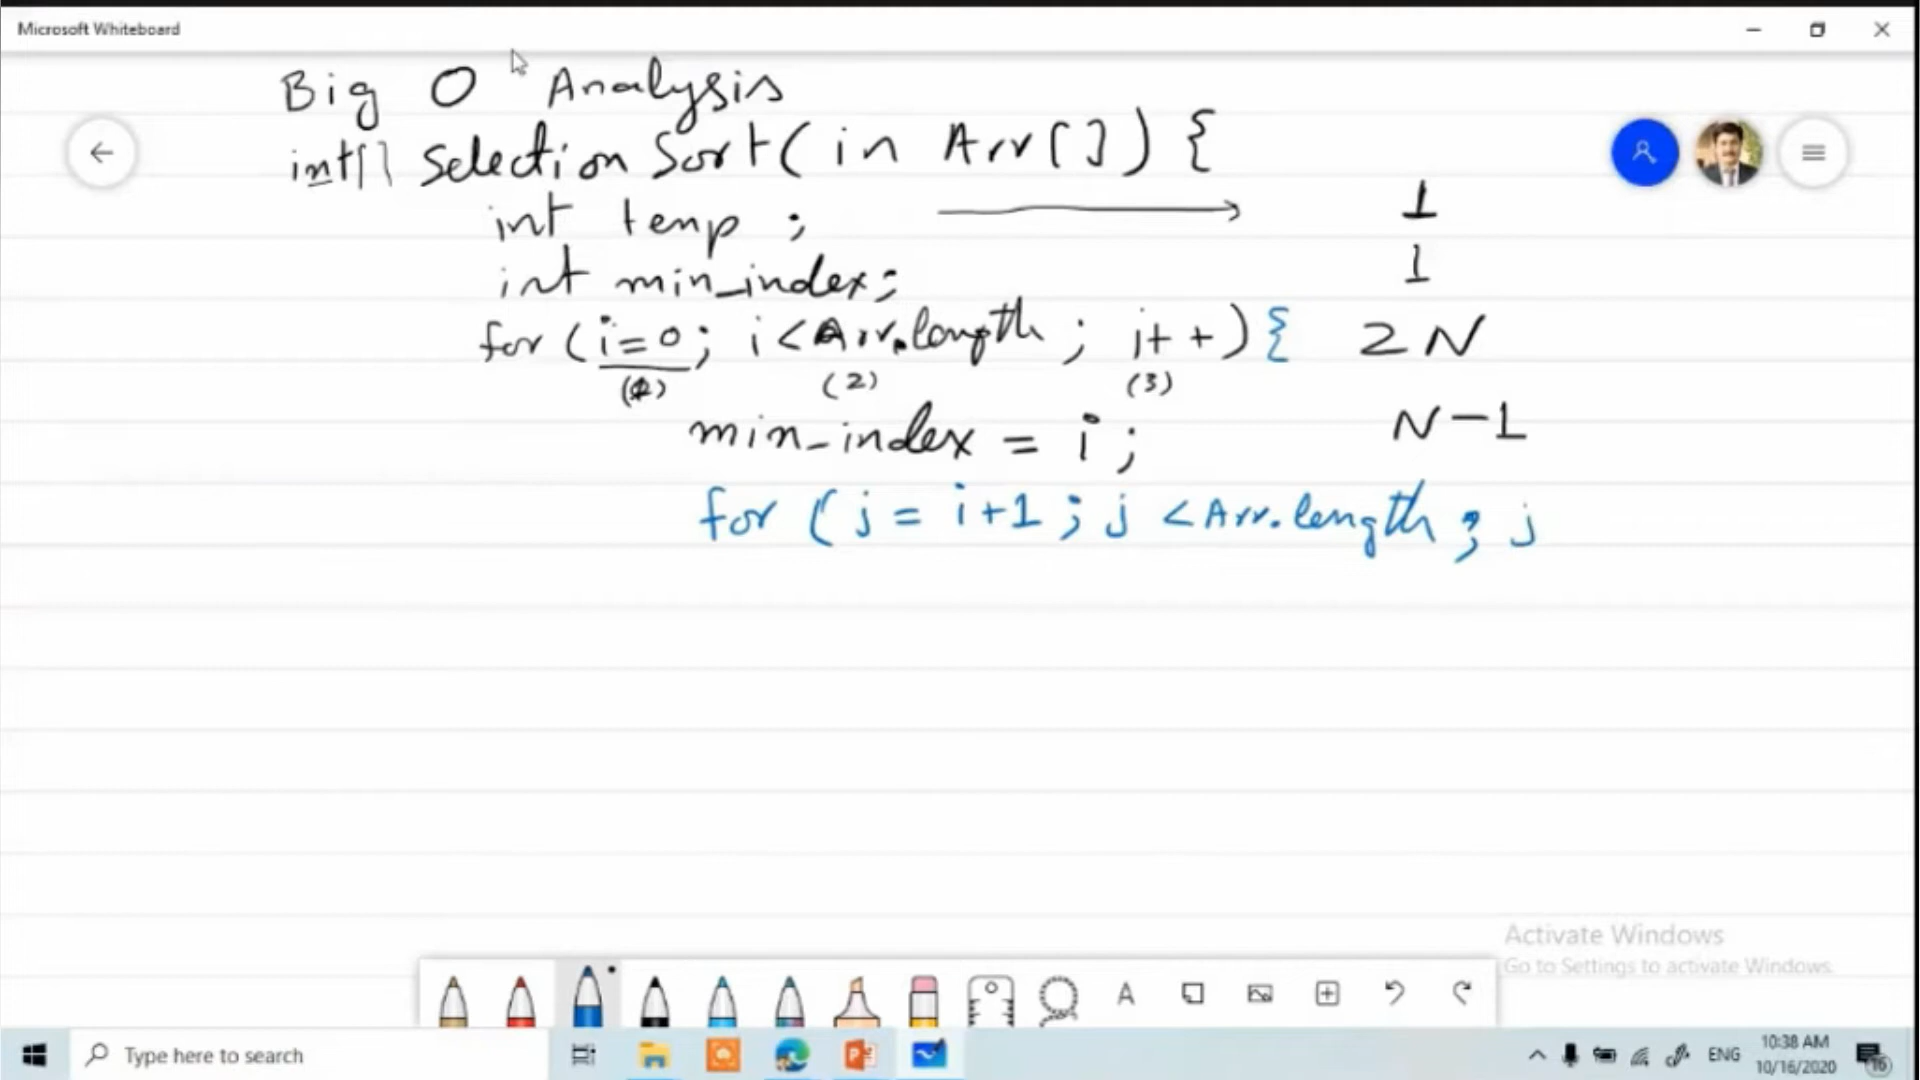 Microsoft Whiteboard
Big O Analysis
int[] Selection Sort( in Arr[]) {
int temp ; 1
int min_index; 1
for (i=0; i<Arr.length ; i++){ 2N
(1) (2) (3)
min_index = i ; N-1
for ( j = i+1 ; j <Arr.length ; j
Activate Windows
Go to Settings to activate Windows.
A
Type here to search
ENG
10:38 AM
10/16/2020
16